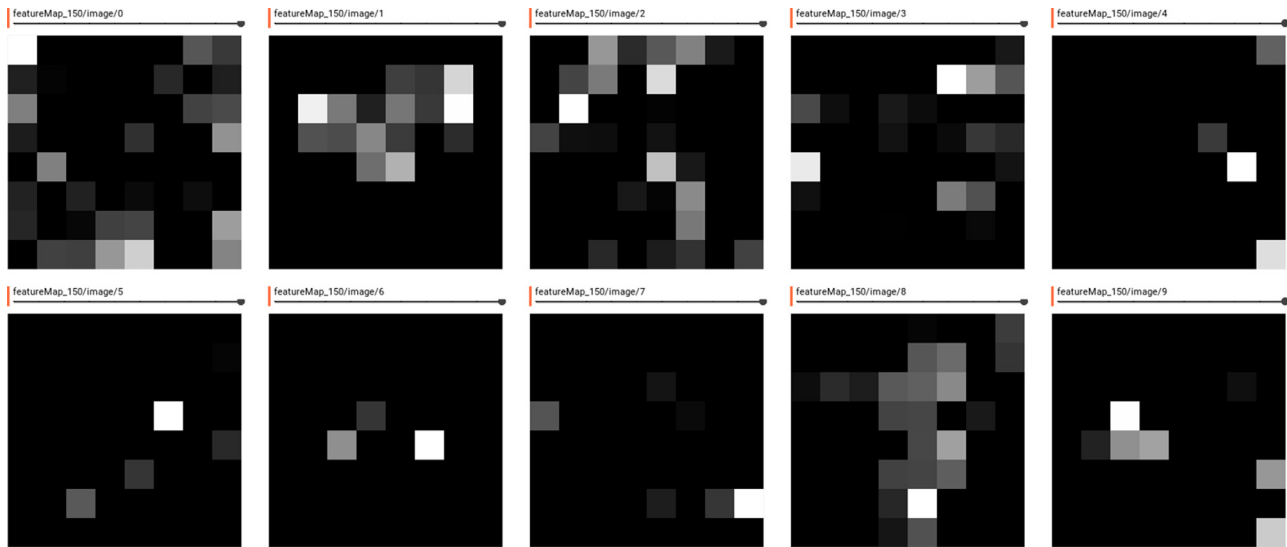 featureMap_150/image/0
featureMap_150/image/1
featureMap_150/image/2
featureMap_150/image/3
featureMap_150/image/4
featureMap_150/image/5
featureMap_150/image/6
featureMap_150/image/7
featureMap_150/image/8
featureMap_150/image/9